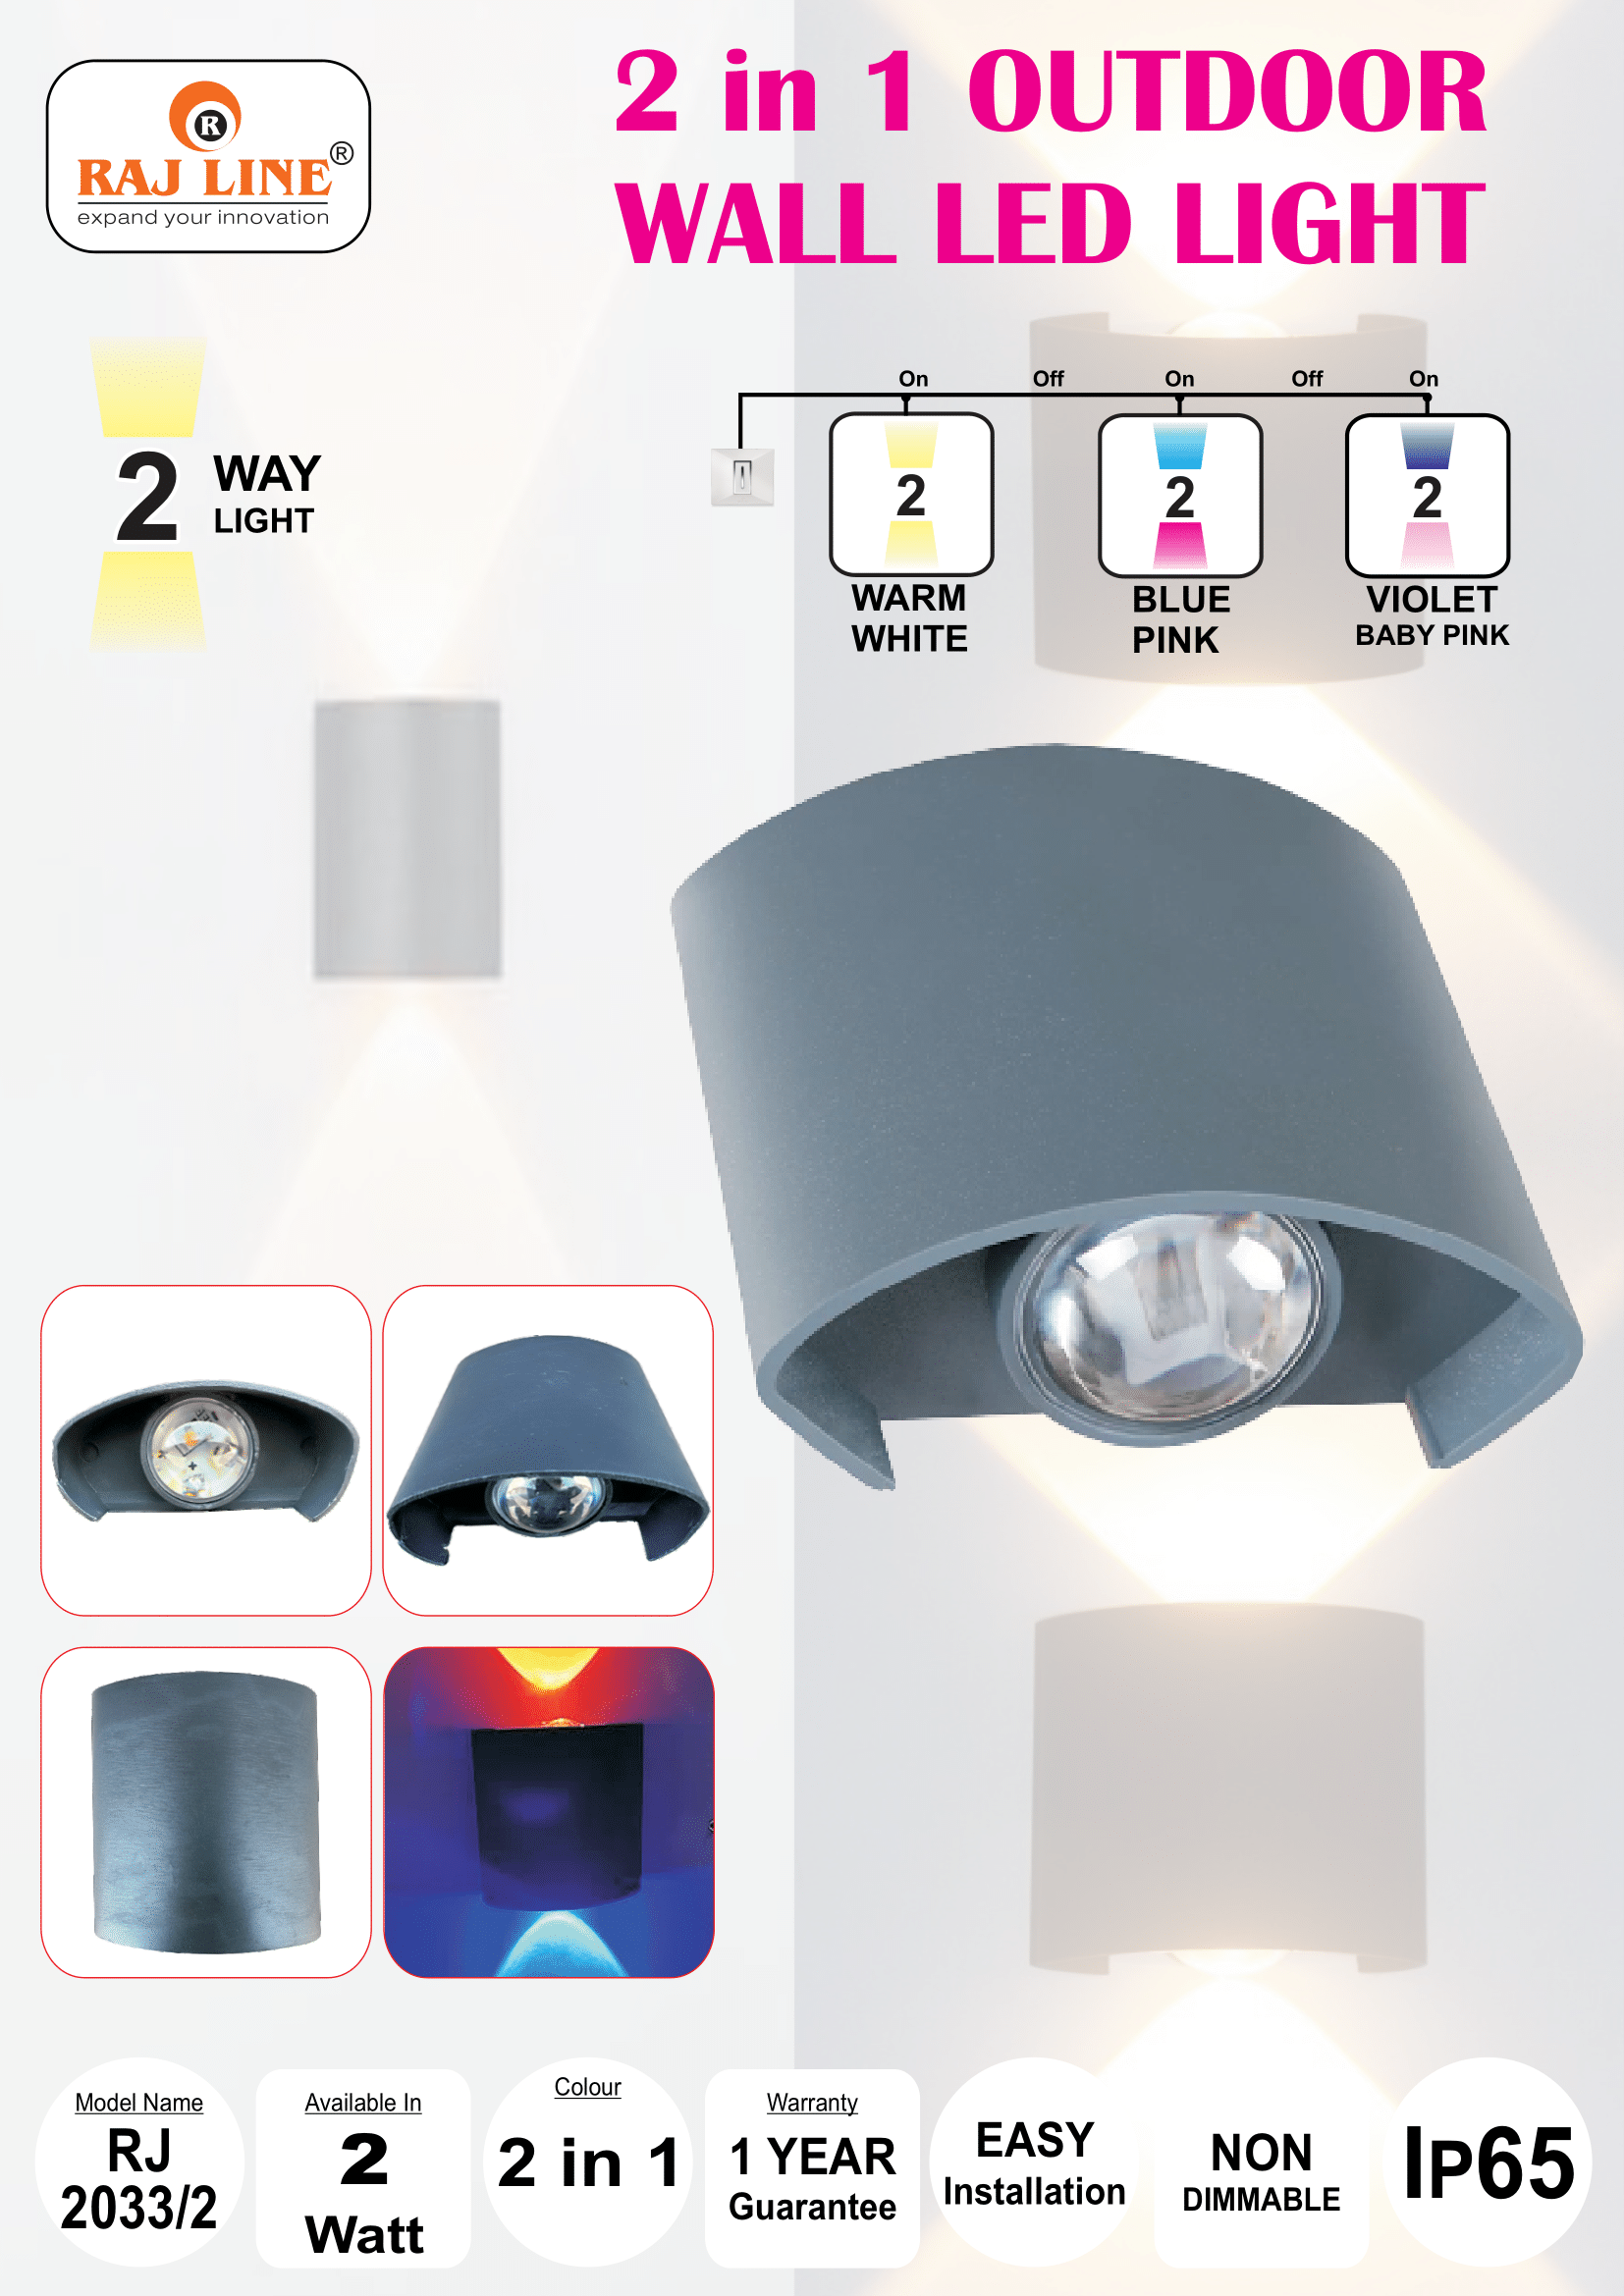 2 in 1 OUTDOOR
WALL LED LIGHT
R
RAJ LINE®
expand your innovation
2 WAY
LIGHT
On Off On Off On
2 2 2
WARM
WHITE
BLUE
PINK
VIOLET
BABY PINK
Model Name
RJ
2033/2
Available In
2
Watt
Colour
2 in 1
Warranty
1 YEAR
Guarantee
EASY
Installation
NON
DIMMABLE
IP65